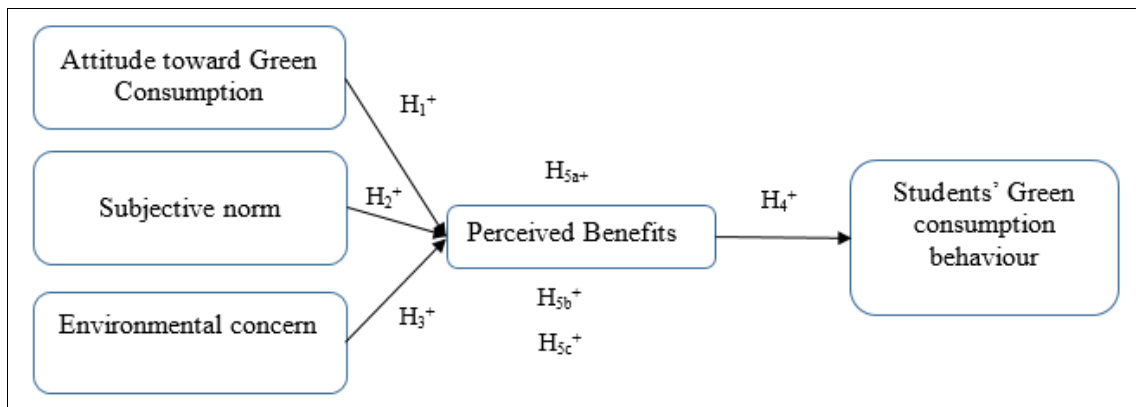 Attitude toward Green
Consumption
H₁⁺
Subjective norm
H₂⁺
Environmental concern
H₃⁺
H₅ₐ₊
Perceived Benefits
H₅b⁺
H₅c⁺
H₄⁺
Students’ Green
consumption
behaviour